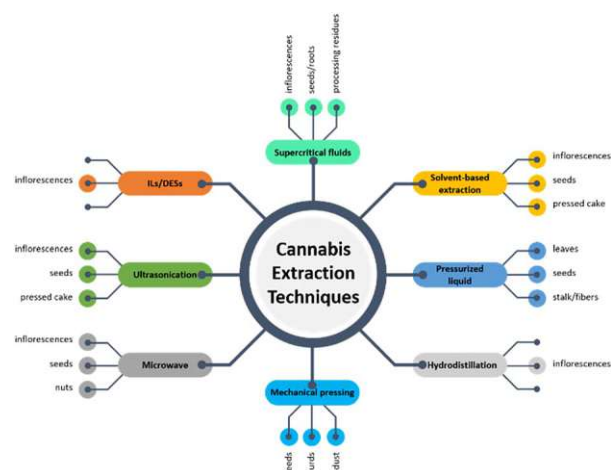 inflorescences
seeds/roots
processing residues
Supercritical fluids
inflorescences
ILs/DESs
Solvent-based
extraction
inflorescences
seeds
pressed cake
Cannabis
Extraction
Techniques
inflorescences
seeds
pressed cake
Ultrasonication
Pressurized
liquid
leaves
seeds
stalk/fibers
inflorescences
seeds
nuts
Microwave
Hydrodistillation
inflorescences
Mechanical pressing
eeds
urds
dust